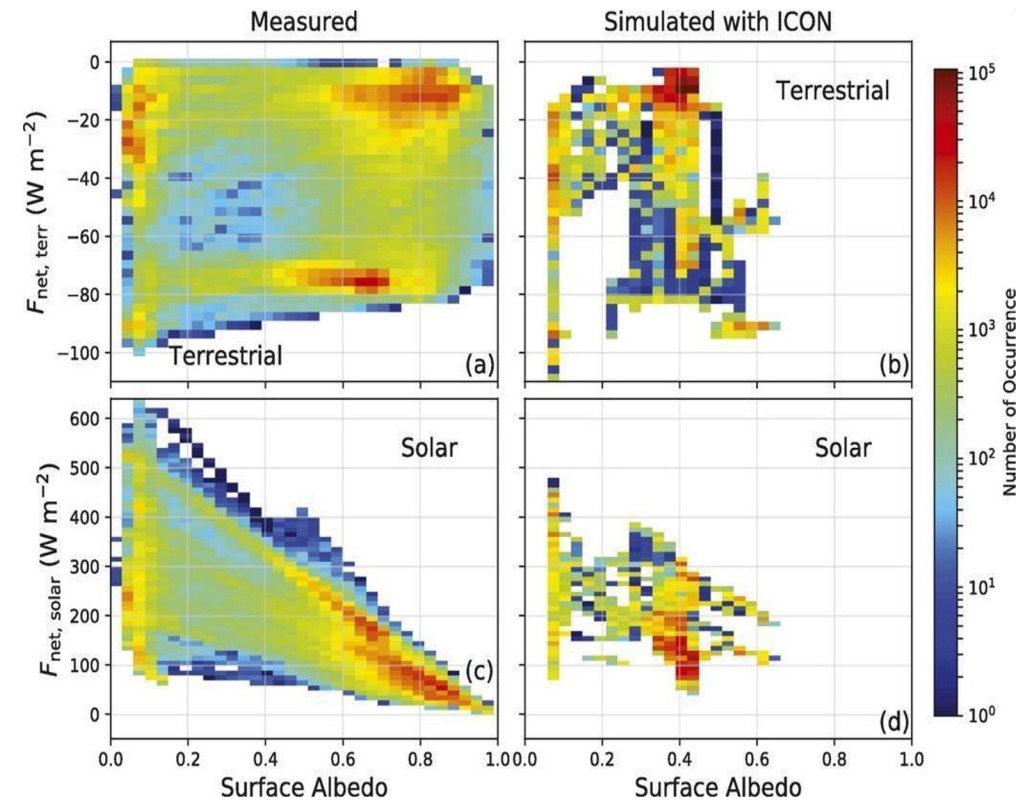 Measured
Simulated with ICON
0
−20
−40
−60
−80
−100
F_net, terr (W m⁻²)
Terrestrial
(a)
Terrestrial
(b)
600
500
400
300
200
100
0
F_net, solar (W m⁻²)
Solar
(c)
Solar
(d)
0.0 0.2 0.4 0.6 0.8 1.0
0.0 0.2 0.4 0.6 0.8 1.0
Surface Albedo
Surface Albedo
10⁵
10⁴
10³
10²
10¹
10⁰
Number of Occurrence